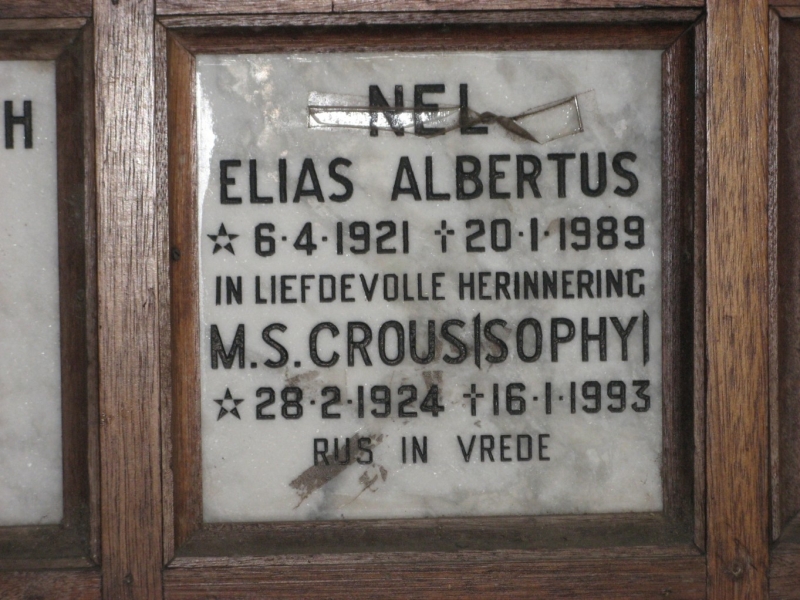 H
NEL
ELIAS ALBERTUS
☆ 6·4·1921 ✝ 20·1·1989
IN LIEFDEVOLLE HERINNERING
M.S. CROUS (SOPHY)
☆ 28·2·1924 ✝ 16·1·1993
RUS IN VREDE